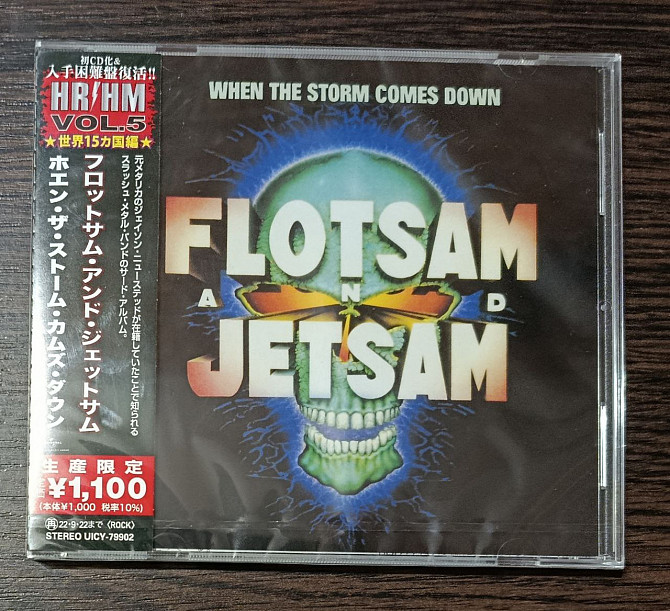 初CD化&
入手困難盤復活!!
HR/HM
VOL.5
★世界15カ国編★
元メタリカのジェイソン・ニューステッドが在籍していたことで知られる
スラッシュ・メタル・バンドのサード・アルバム。
フロットサム・アンド・ジェットサム
ホエン・ザ・ストーム・カムズ・ダウン
生産限定
¥1,100
(本体¥1,000 税率10%)
再 22・9・22まで〈ROCK〉
STEREO UICY-79902
WHEN THE STORM COMES DOWN
FLOTSAM
A N D
JETSAM